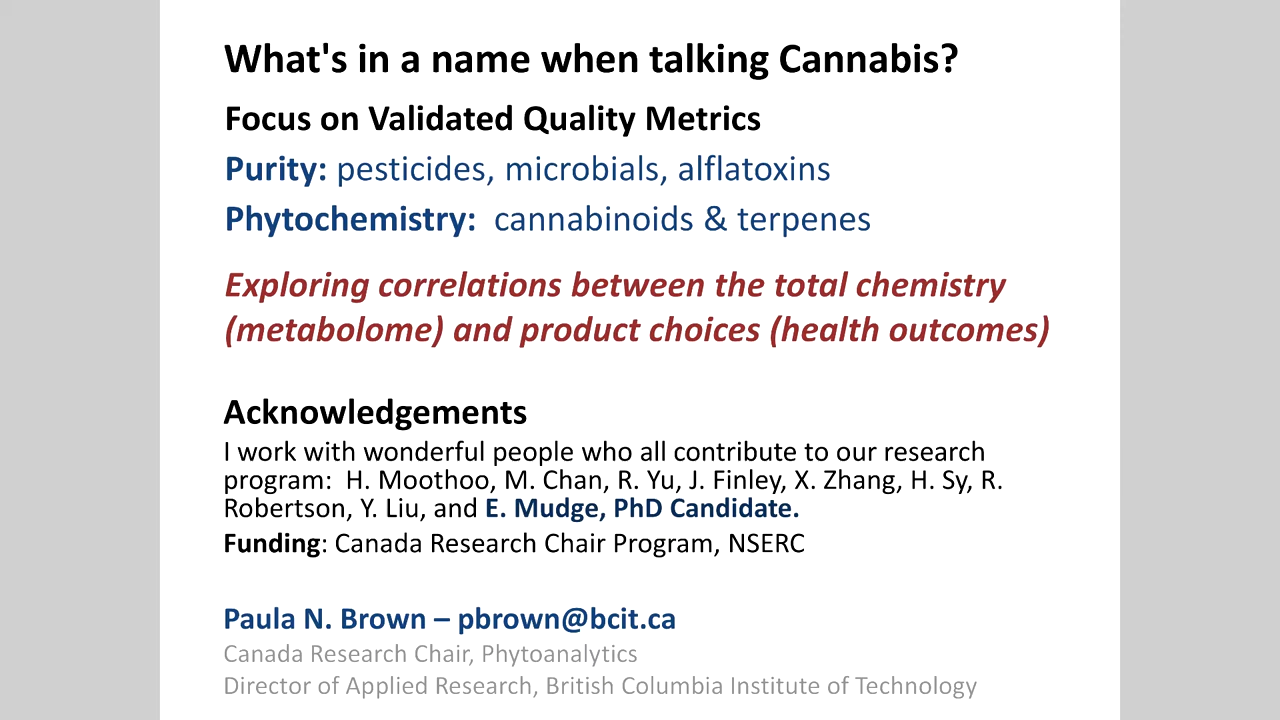 What's in a name when talking Cannabis?
Focus on Validated Quality Metrics
Purity: pesticides, microbials, alflatoxins
Phytochemistry:  cannabinoids & terpenes
Exploring correlations between the total chemistry
(metabolome) and product choices (health outcomes)
Acknowledgements
I work with wonderful people who all contribute to our research
program:  H. Moothoo, M. Chan, R. Yu, J. Finley, X. Zhang, H. Sy, R.
Robertson, Y. Liu, and E. Mudge, PhD Candidate.
Funding: Canada Research Chair Program, NSERC
Paula N. Brown – pbrown@bcit.ca
Canada Research Chair, Phytoanalytics
Director of Applied Research, British Columbia Institute of Technology